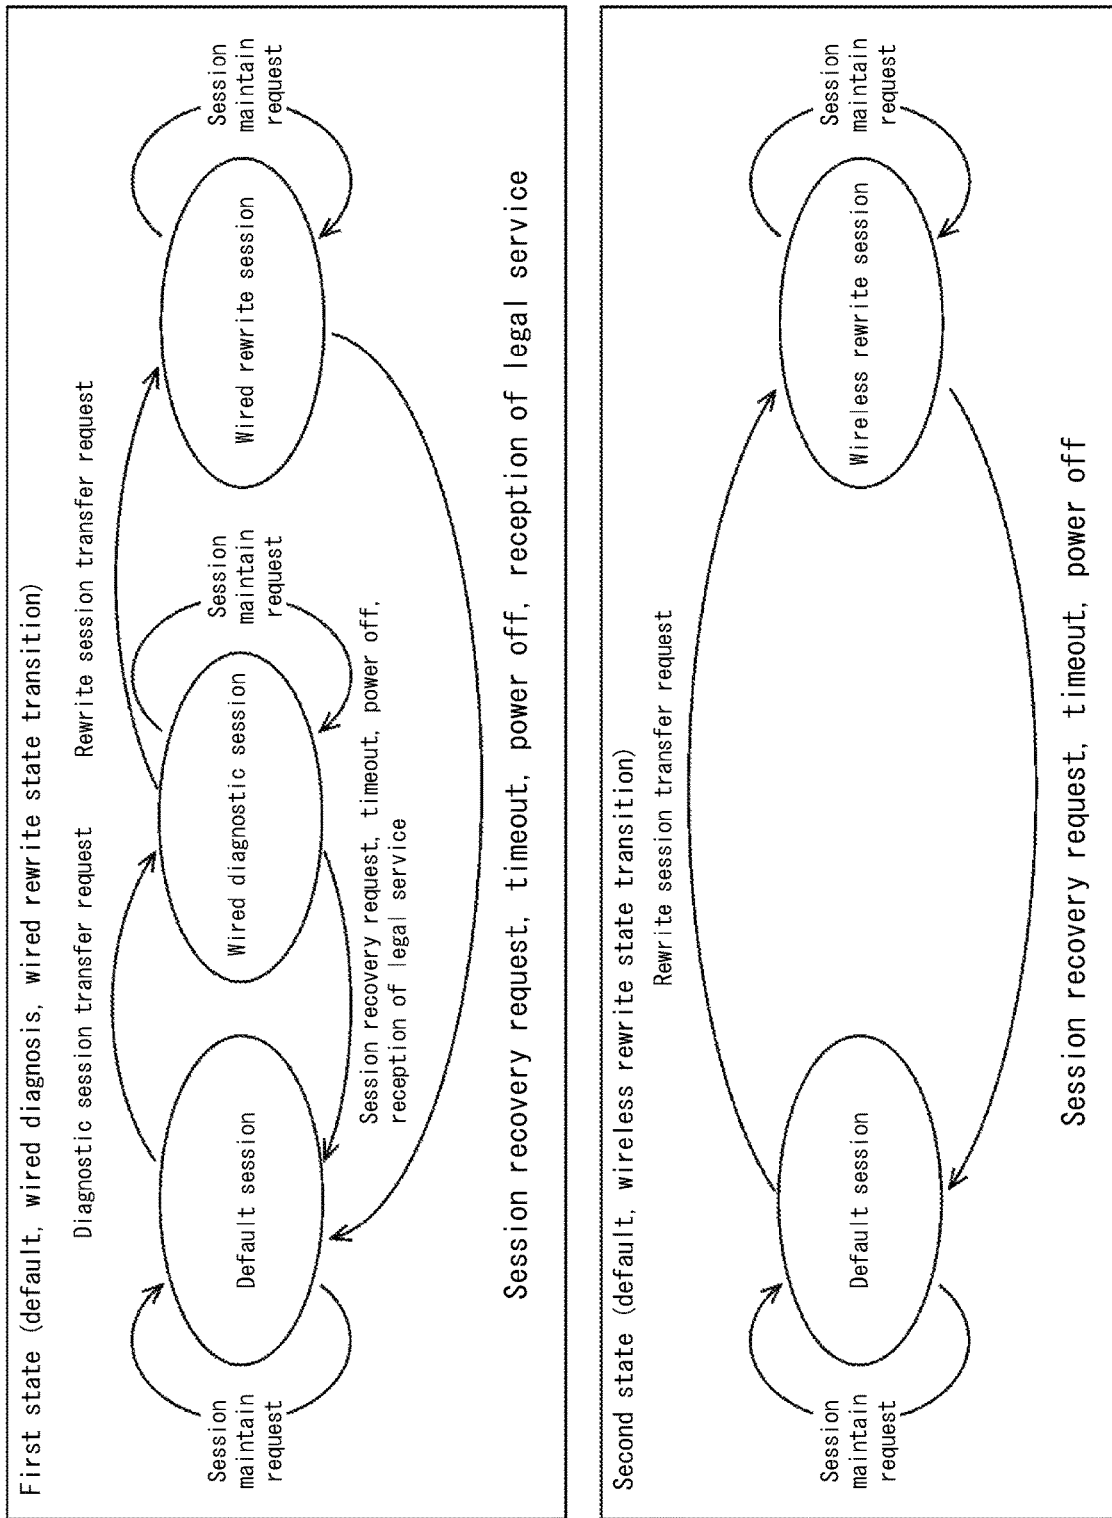 First state (default, wired diagnosis, wired rewrite state transition)
Diagnostic session transfer request
Rewrite session transfer request
Session
maintain
request
Default session
Wired diagnostic session
Session
maintain
request
Wired rewrite session
Session
maintain
request
Session recovery request, timeout, power off,
reception of legal service
Session recovery request, timeout, power off, reception of legal service
Second state (default, wireless rewrite state transition)
Rewrite session transfer request
Session
maintain
request
Default session
Wireless rewrite session
Session
maintain
request
Session recovery request, timeout, power off